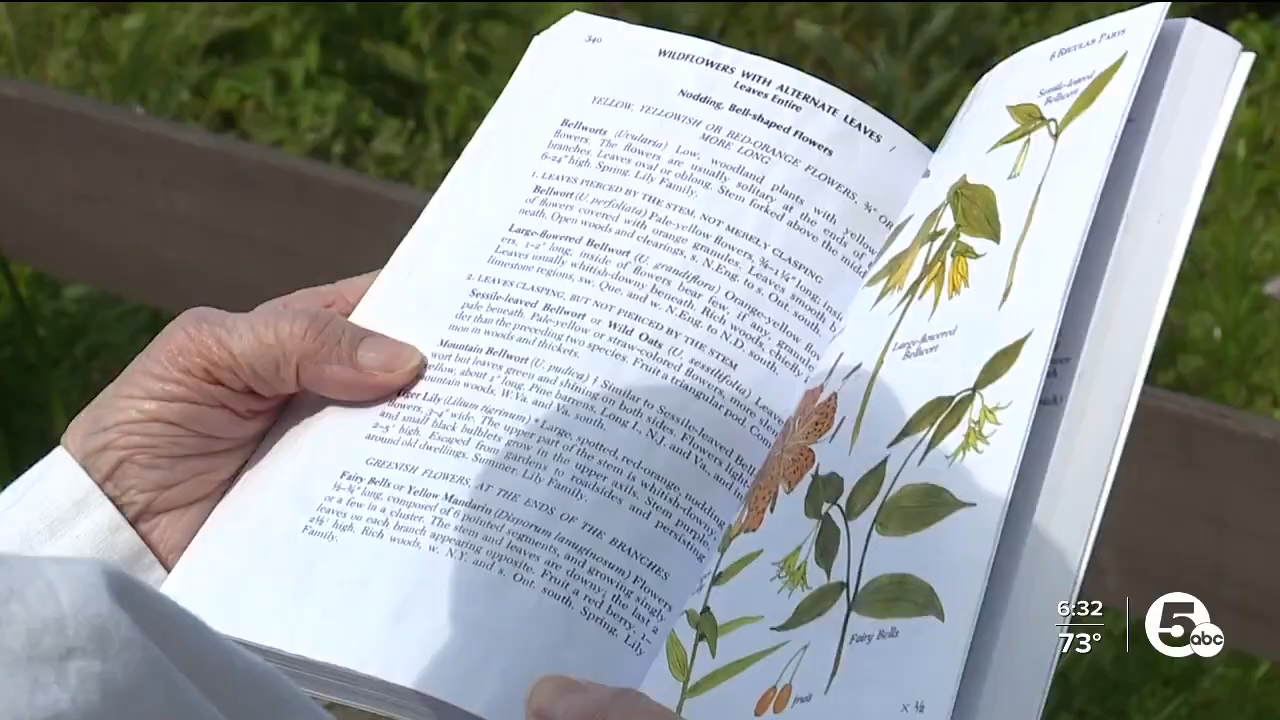 340
WILDFLOWERS WITH ALTERNATE LEAVES
Leaves Entire
Nodding, Bell-shaped Flowers
YELLOW, YELLOWISH OR RED-ORANGE FLOWERS, ¾" OR
MORE LONG
Bellworts (Uvularia) Low, woodland plants with yellow
flowers. The flowers are usually solitary at the ends of
branches. Leaves oval or oblong. Stem forked above the midd
6-24" high. Spring. Lily Family.
1. LEAVES PIERCED BY THE STEM, NOT MERELY CLASPING
Bellwort (U. perfoliata) Pale-yellow flowers, ¾-1¼" long; insi
of flowers covered with orange granules. Leaves smooth b
neath. Open woods and clearings, s. N.Eng. to s. Ont. south.
Large-flowered Bellwort (U. grandiflora) Orange-yellow flow
ers, 1-2" long, inside of flowers bear few, if any, granule
Leaves usually whitish-downy beneath. Rich woods, chiefly
limestone regions, sw. Que. and w. N.Eng. to N.D. south.
2. LEAVES CLASPING, BUT NOT PIERCED BY THE STEM
Sessile-leaved Bellwort or Wild Oats (U. sessilifolia) Leaves
pale beneath. Pale-yellow or straw-colored flowers, more slen
der than the preceding two species. Fruit a triangular pod. Com
mon in woods and thickets.
Mountain Bellwort (U. pudica) † Similar to Sessile-leaved Bell
wort but leaves green and shining on both sides. Flowers light
yellow, about 1" long. Pine barrens, Long I., N.J. and Va., and in
mountain woods, W.Va. and Va. south.
iger Lily (Lilium tigrinum) * Large, spotted, red-orange, nodding
flowers, 3-4" wide. The upper part of the stem is whitish-downy
and small black bulblets grow in the upper axils. Stem purple,
2-5' high. Escaped from gardens to roadsides and persisting
around old dwellings. Summer. Lily Family.
GREENISH FLOWERS, AT THE ENDS OF THE BRANCHES
Fairy Bells or Yellow Mandarin (Disporum lanuginosum) Flowers
½-¾" long, composed of 6 pointed segments, and growing singly
or a few in a cluster. The stem and leaves are downy; the last 2
leaves on each branch appearing opposite. Fruit a red berry. 1-
2½' high. Rich woods, w. N.Y. and s. Ont. south. Spring. Lily
Family.
6 REGULAR PARTS
Sessile-leaved
Bellwort
Large-flowered
Bellwort
Fairy Bells
fruit
× ½
6:32
73°
5
abc